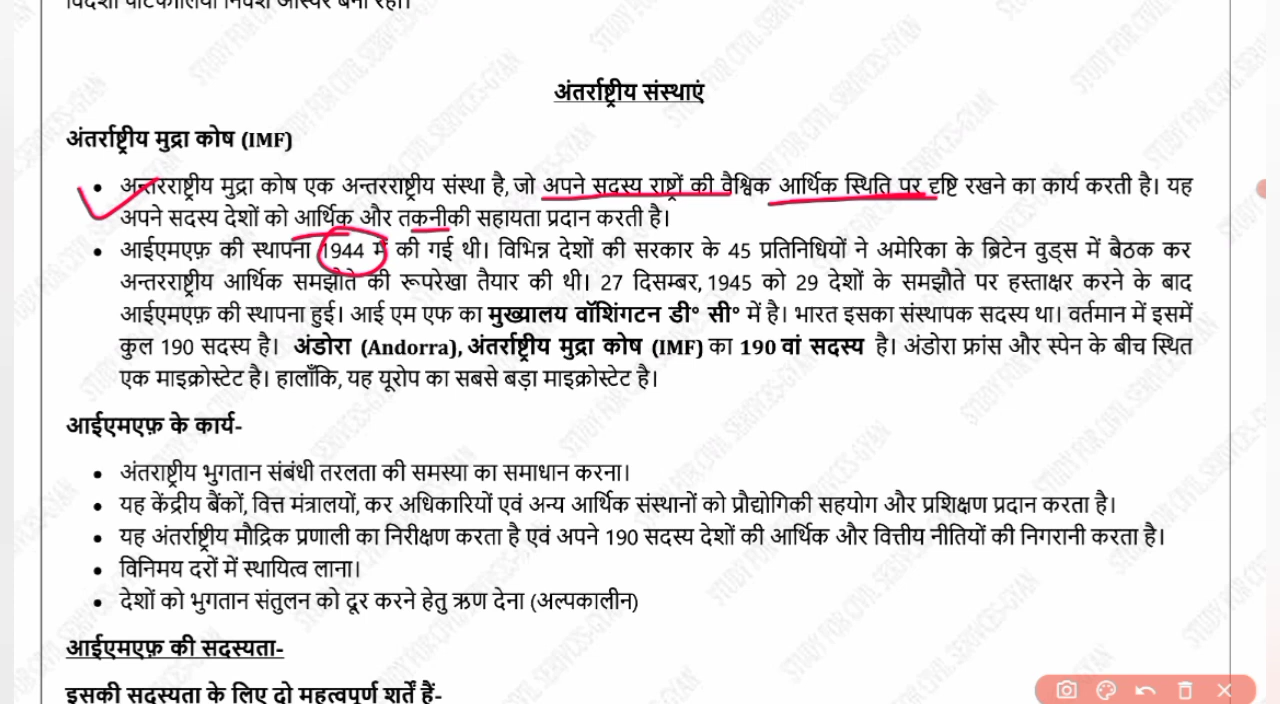 अंतर्राष्ट्रीय संस्थाएं
अंतर्राष्ट्रीय मुद्रा कोष (IMF)
• अन्तरराष्ट्रीय मुद्रा कोष एक अन्तरराष्ट्रीय संस्था है, जो अपने सदस्य राष्ट्रों की वैश्विक आर्थिक स्थिति पर दृष्टि रखने का कार्य करती है। यह
अपने सदस्य देशों को आर्थिक और तकनीकी सहायता प्रदान करती है।
• आईएमएफ़ की स्थापना 1944 में की गई थी। विभिन्न देशों की सरकार के 45 प्रतिनिधियों ने अमेरिका के ब्रिटेन वुड्स में बैठक कर
अन्तरराष्ट्रीय आर्थिक समझौते की रूपरेखा तैयार की थी। 27 दिसम्बर, 1945 को 29 देशों के समझौते पर हस्ताक्षर करने के बाद
आईएमएफ़ की स्थापना हुई। आई एम एफ का मुख्यालय वॉशिंगटन डी° सी° में है। भारत इसका संस्थापक सदस्य था। वर्तमान में इसमें
कुल 190 सदस्य है। अंडोरा (Andorra), अंतर्राष्ट्रीय मुद्रा कोष (IMF) का 190 वां सदस्य है। अंडोरा फ्रांस और स्पेन के बीच स्थित
एक माइक्रोस्टेट है। हालाँकि, यह यूरोप का सबसे बड़ा माइक्रोस्टेट है।
आईएमएफ़ के कार्य-
• अंतराष्ट्रीय भुगतान संबंधी तरलता की समस्या का समाधान करना।
• यह केंद्रीय बैंकों, वित्त मंत्रालयों, कर अधिकारियों एवं अन्य आर्थिक संस्थानों को प्रौद्योगिकी सहयोग और प्रशिक्षण प्रदान करता है।
• यह अंतर्राष्ट्रीय मौद्रिक प्रणाली का निरीक्षण करता है एवं अपने 190 सदस्य देशों की आर्थिक और वित्तीय नीतियों की निगरानी करता है।
• विनिमय दरों में स्थायित्व लाना।
• देशों को भुगतान संतुलन को दूर करने हेतु ऋण देना (अल्पकालीन)
आईएमएफ़ की सदस्यता-
इसकी सदस्यता के लिए दो महत्वपूर्ण शर्तें हैं-